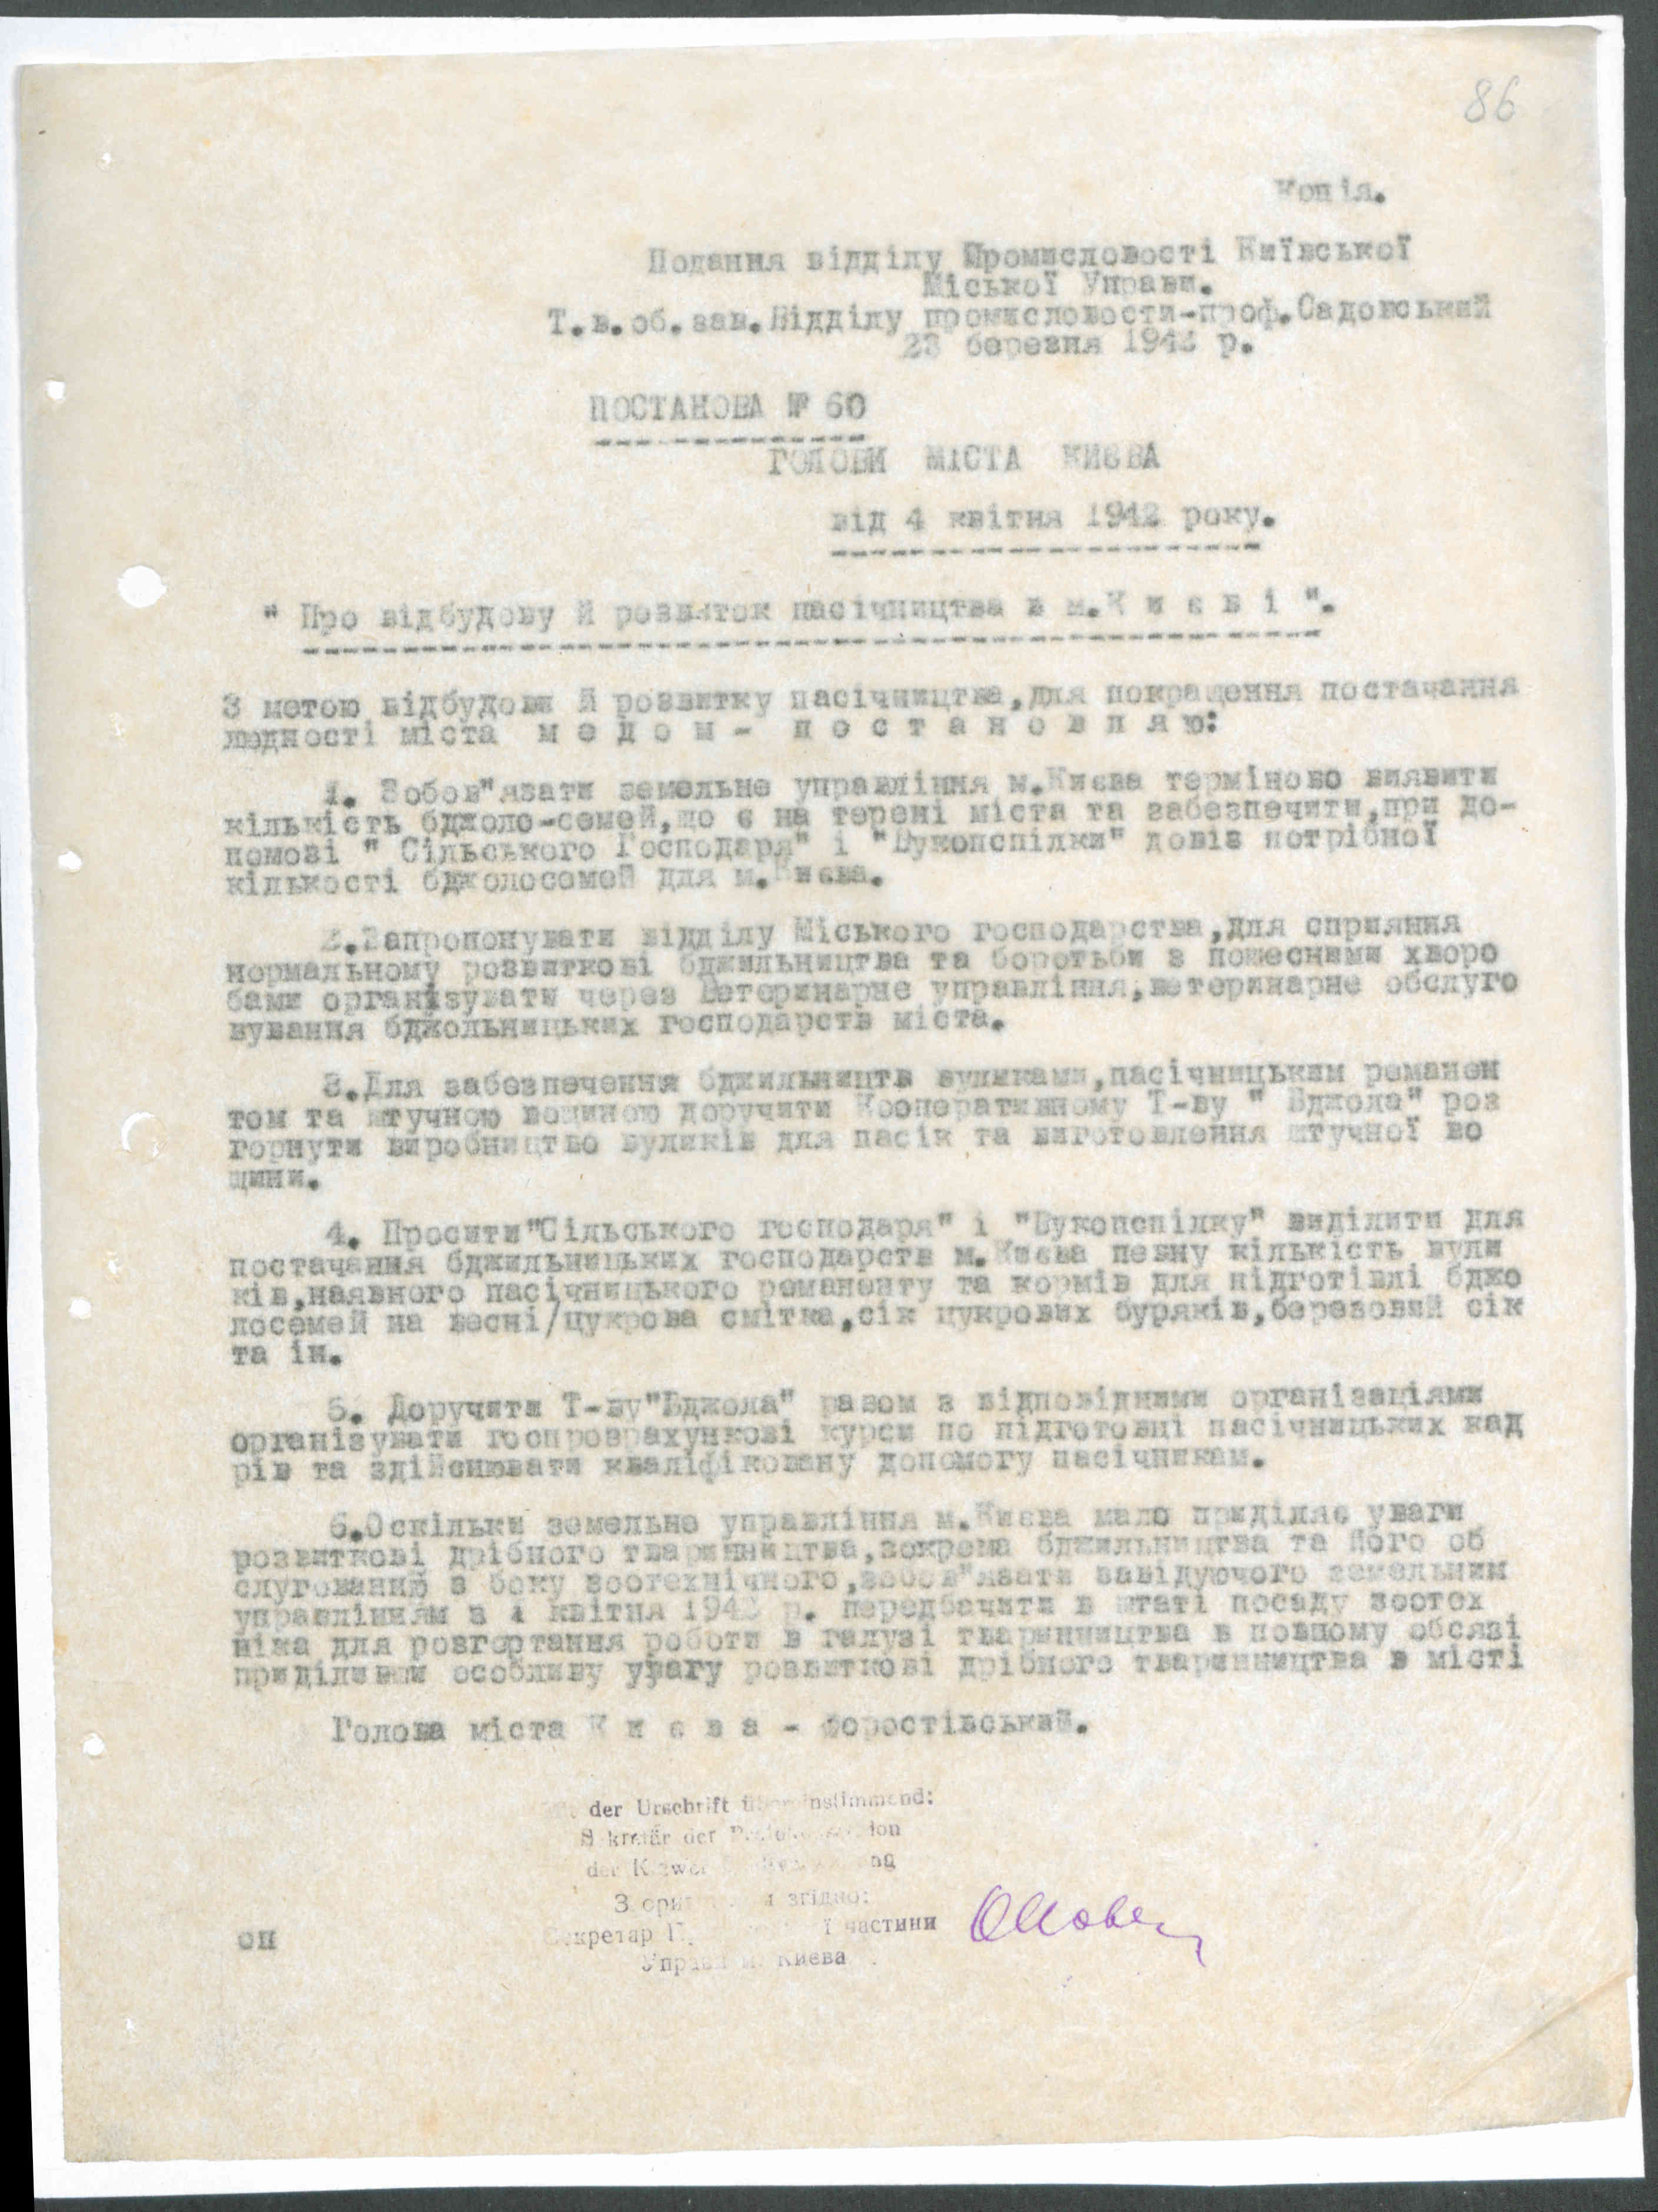 86
Копія.
Подання відділу Промисловості Київської
Міської Управи.
Т.в.об.зав.Відділу промисловости-проф.Садовський
23 березня 1942 р.
ПОСТАНОВА № 60
ГОЛОВИ МІСТА КИЄВА
від 4 квітня 1942 року.
" Про відбудову й розвиток пасічництва в м.К и є в і ".
З метою відбудови й розвитку пасічництва,для покращення постачання
людності міста м е д о м - п о с т а н о в л я ю:
1. Зобов"язати земельне управління м.Києва терміново виявити
кількість бджоло-семей,що є на терені міста та забезпечити,при до-
помозі " Сільського Господаря" і "Вукопспілки" довіз потрібної
кількості бджолосемей для м.Києва.
2.Запропонувати відділу Міського господарства,для сприяння
нормальному розвиткові бджільництва та боротьби з пошесними хворо
бами організувати через Ветеринарне управління,ветеринарне обслуго
вування бджольницьких господарств міста.
3.Для забезпечення бджильництв вуликами,пасічницьким реманен
том та штучною вощиною доручити Кооперативному Т-ву " Бджола" роз
горнути виробництво вуликів для пасік та виготовлення штучної во
щини.
4. Просити"Сільського господаря" і "Вукопспілку" виділити для
постачання бджильницьких господарств м.Києва певну кількість вули
ків,наявного пасічницького реманенту та кормів для підготівлі бджо
лосемей на весні/цукрова смітка,сік цукрових буряків,березовий сік
та ін.
5. Доручити Т-ву"Бджола" разом з відповідними організаціями
організувати госпрозрахункові курси по підготовці пасічницьких кад
рів та здійснювати кваліфіковану допомогу пасічникам.
6.Оскільки земельне управління м.Києва мало приділяє уваги
розвиткові дрібного тваринництва,зокрема бджильництва та його об
слугованню з боку зоотехнічного,зобов"язати завідуючого земельним
управлінням з 1 квітня 1942 р. передбачити в штаті посаду зоотех
ніка для розгортання роботи в галузі тваринництва в повному обсязі
приділивши особливу увагу розвиткові дрібного тваринництва в місті
Голова міста К и є в а - Форостівський.
der Urschrift übereinstimmend:
Sekretär der
der
З згідно:
Секретар частини
Управи м. Києва
оп